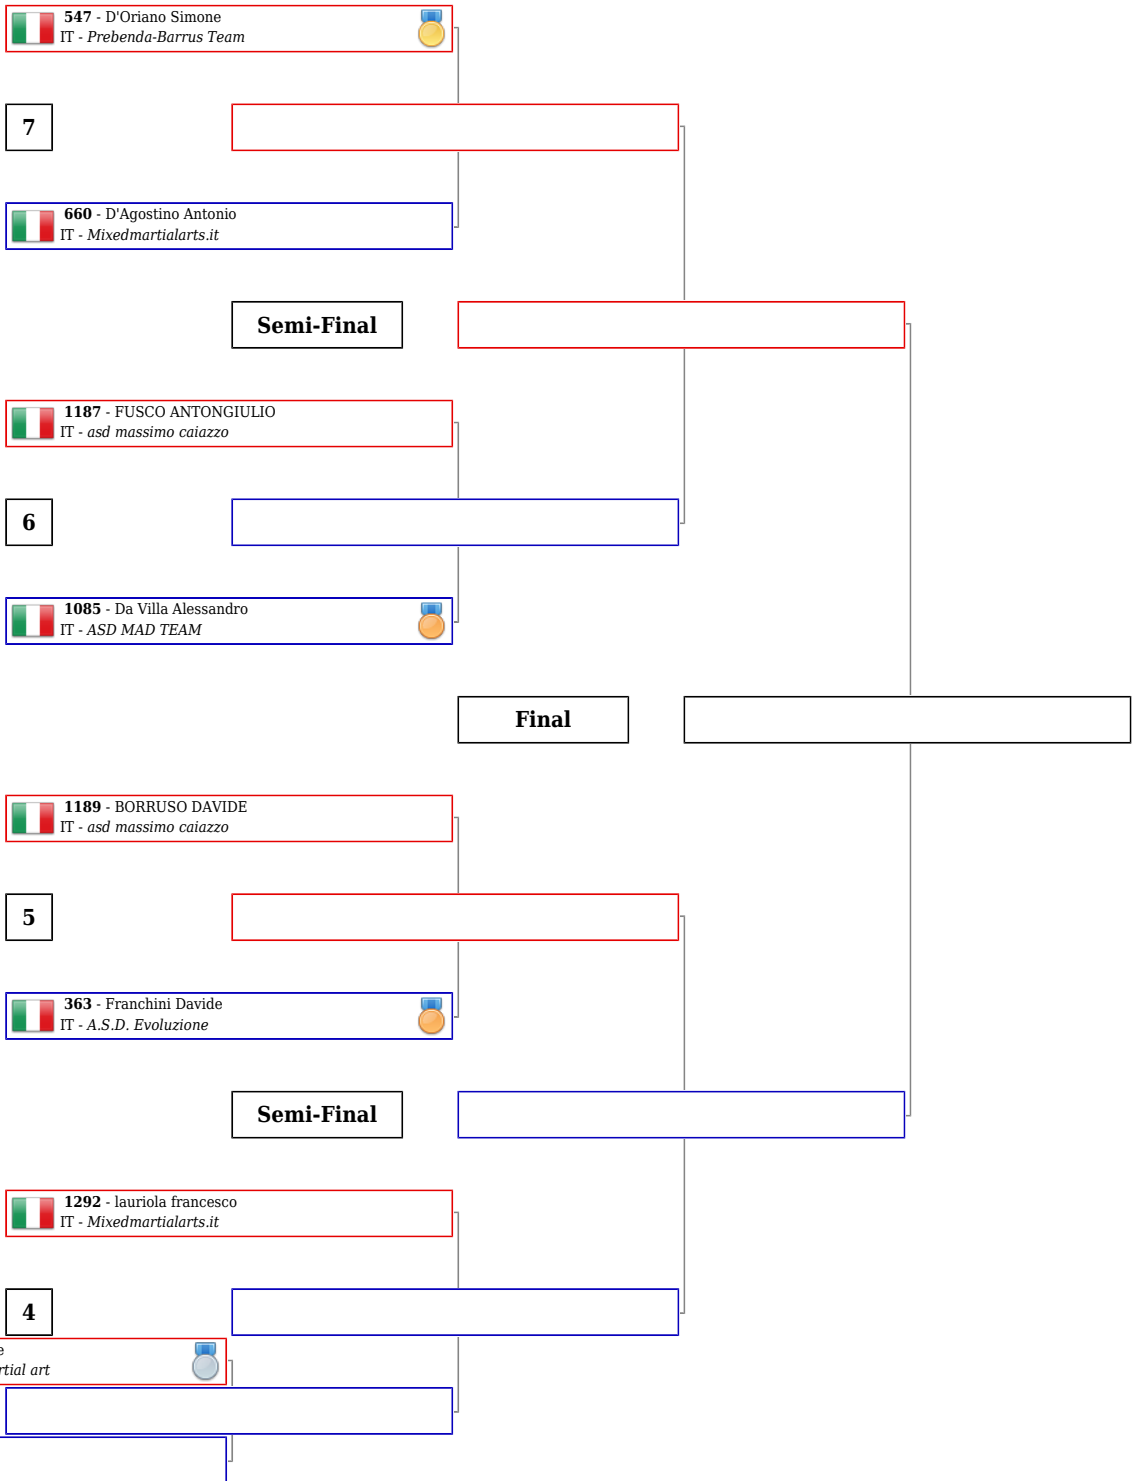 547 - D'Oriano Simone
IT - Prebenda-Barrus Team
7
660 - D'Agostino Antonio
IT - Mixedmartialarts.it
Semi-Final
1187 - FUSCO ANTONGIULIO
IT - asd massimo caiazzo
6
1085 - Da Villa Alessandro
IT - ASD MAD TEAM
Final
1189 - BORRUSO DAVIDE
IT - asd massimo caiazzo
5
363 - Franchini Davide
IT - A.S.D. Evoluzione
Semi-Final
1292 - lauriola francesco
IT - Mixedmartialarts.it
4
art